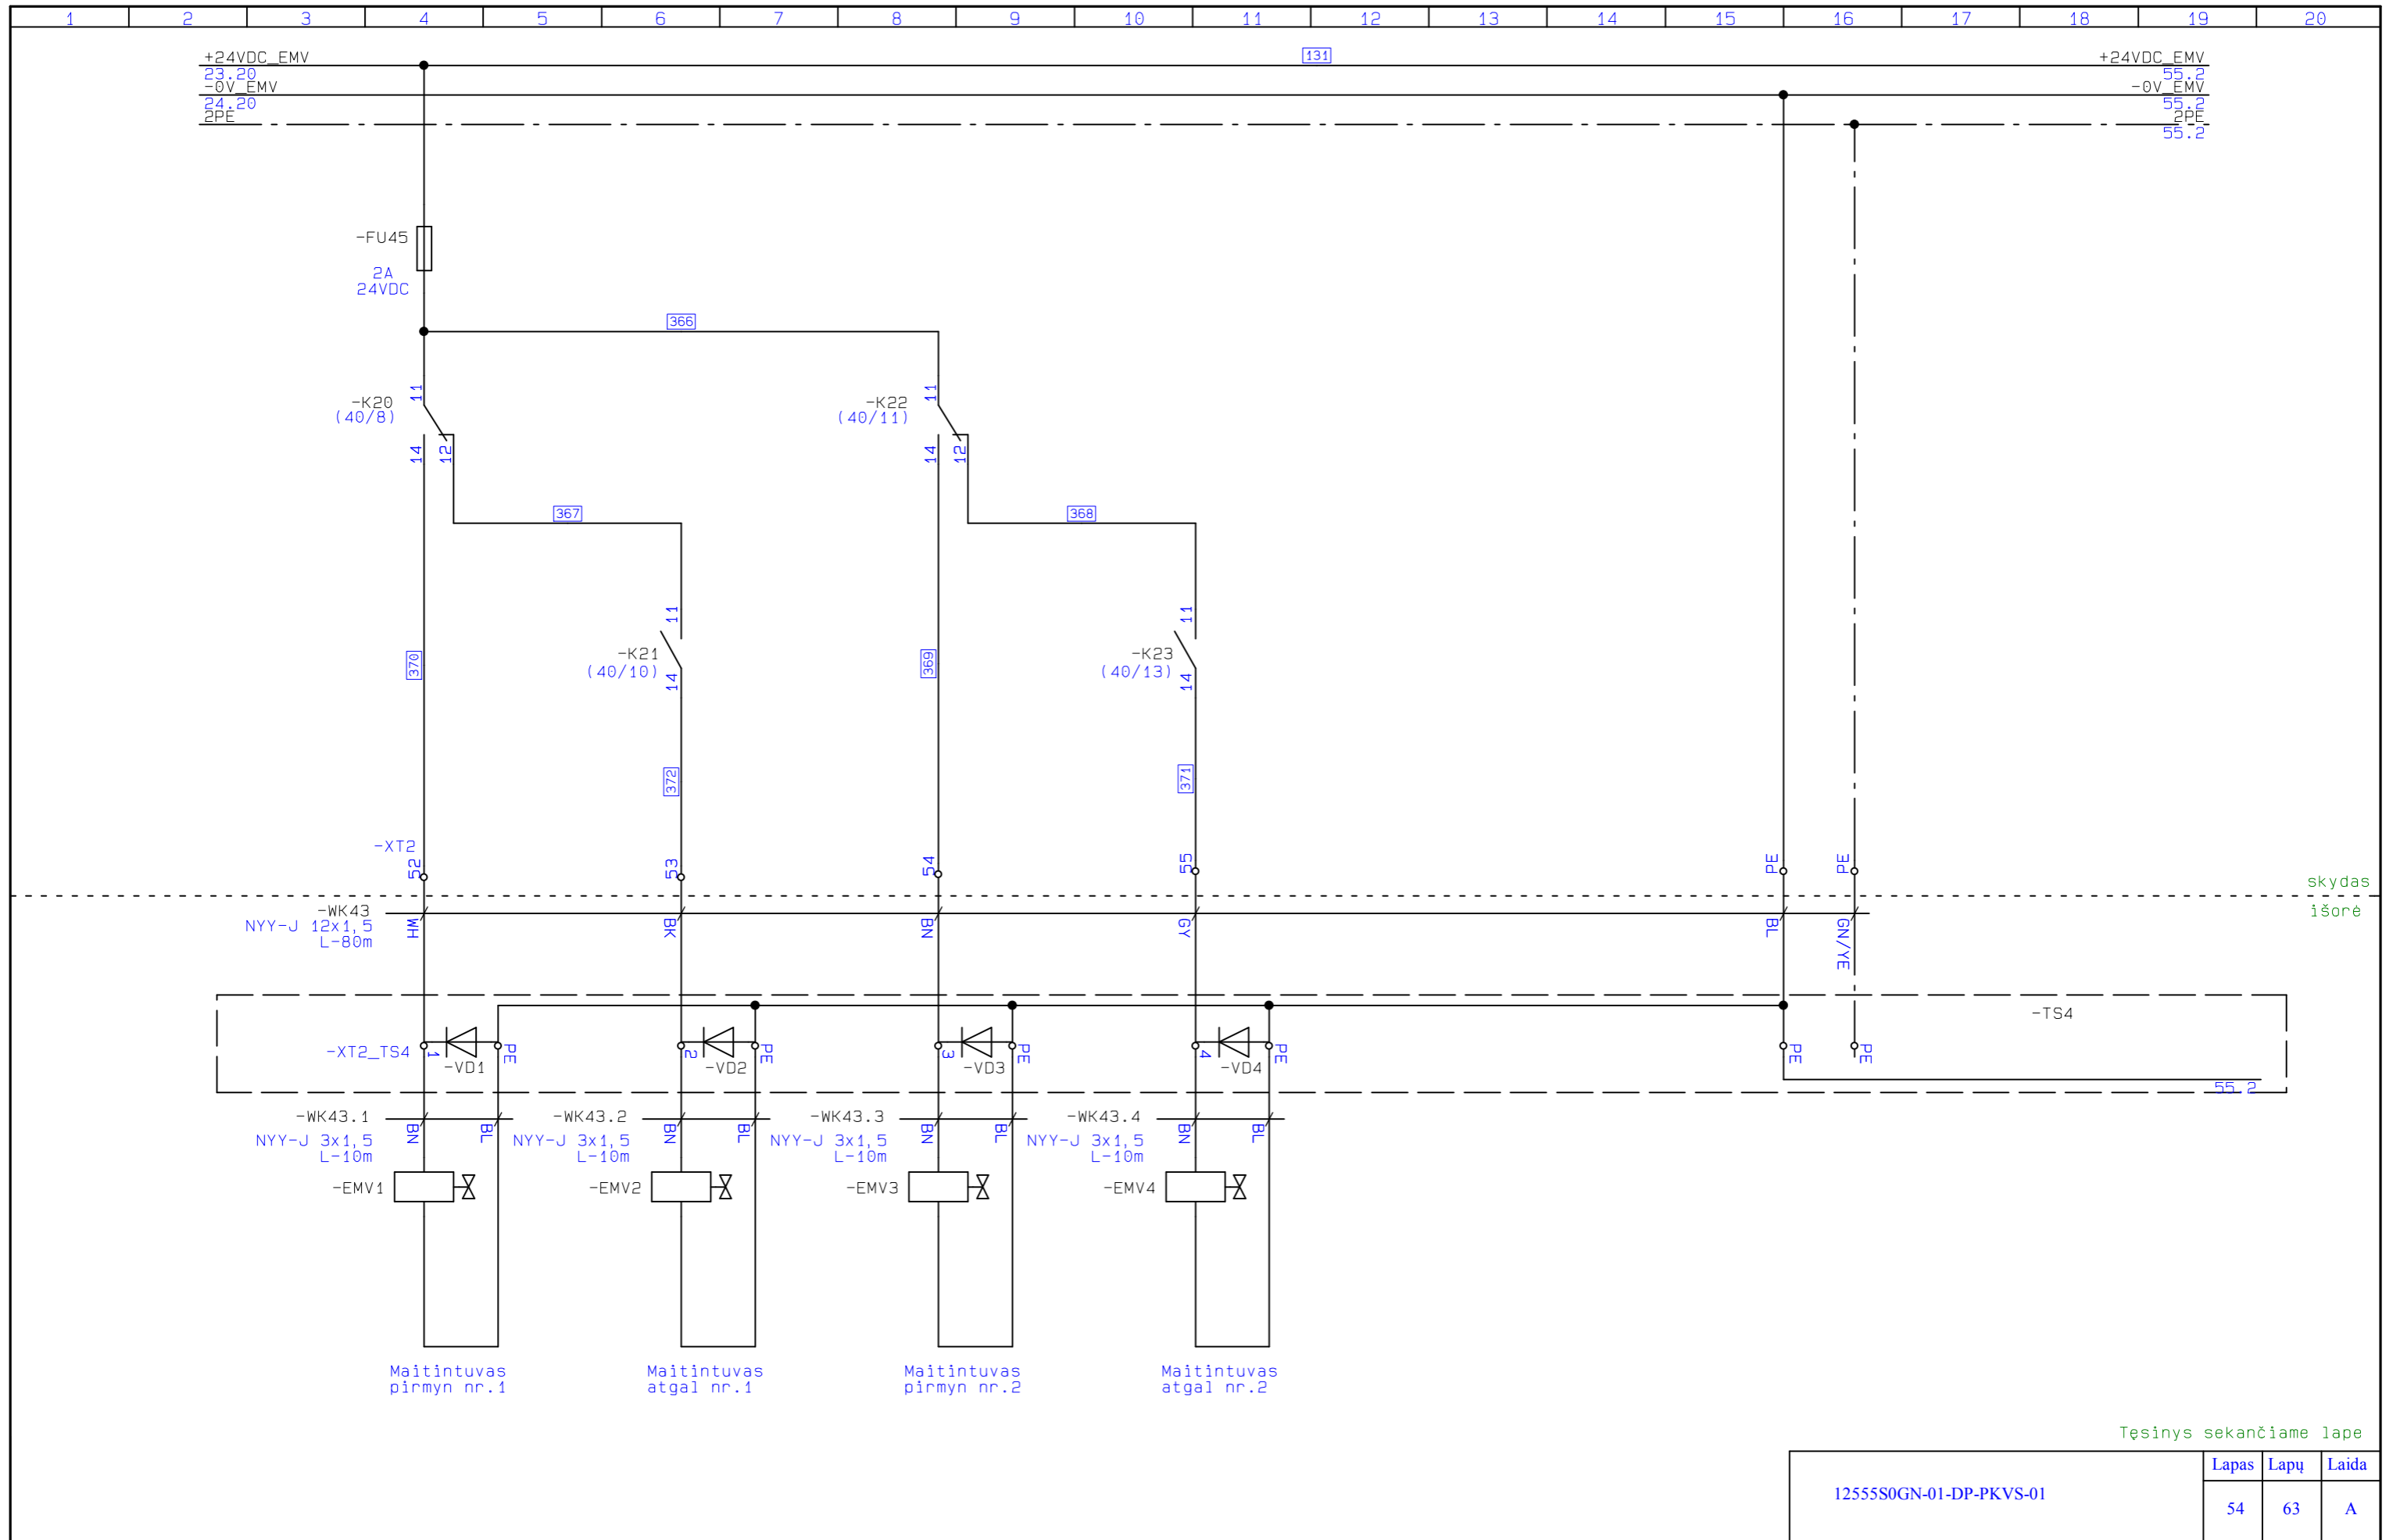 1 2 3 4 5 6 7 8 9 10 11 12 13 14 15 16 17 18 19 20
+24VDC_EMV 131 +24VDC_EMV
23.20 55.2
-0V_EMV -0V_EMV
24.20 55.2
2PE 2PE
55.2
-FU45
2A
24VDC
366
11 11
-K20 -K22
(40/8) (40/11)
14 12 14 12
367 368
11 11
-K21 -K23
(40/10) (40/13)
14 14
370 369
372 371
-XT2
52 53 54 55 PE PE
skydas
-WK43 išorė
NYY-J 12x1,5
L-80m
WH BK BN GY BL GN/YE
-TS4
-XT2_TS4 1 PE 2 PE 3 PE 4 PE PE PE
-VD1 -VD2 -VD3 -VD4
55.2
-WK43.1 -WK43.2 -WK43.3 -WK43.4
BN BL BN BL BN BL BN BL
NYY-J 3x1,5 NYY-J 3x1,5 NYY-J 3x1,5 NYY-J 3x1,5
L-10m L-10m L-10m L-10m
-EMV1 -EMV2 -EMV3 -EMV4
Maitintuvas Maitintuvas Maitintuvas Maitintuvas
pirmyn nr.1 atgal nr.1 pirmyn nr.2 atgal nr.2
Tęsinys sekančiame lape
Lapas Lapų Laida
12555S0GN-01-DP-PKVS-01
54 63 A